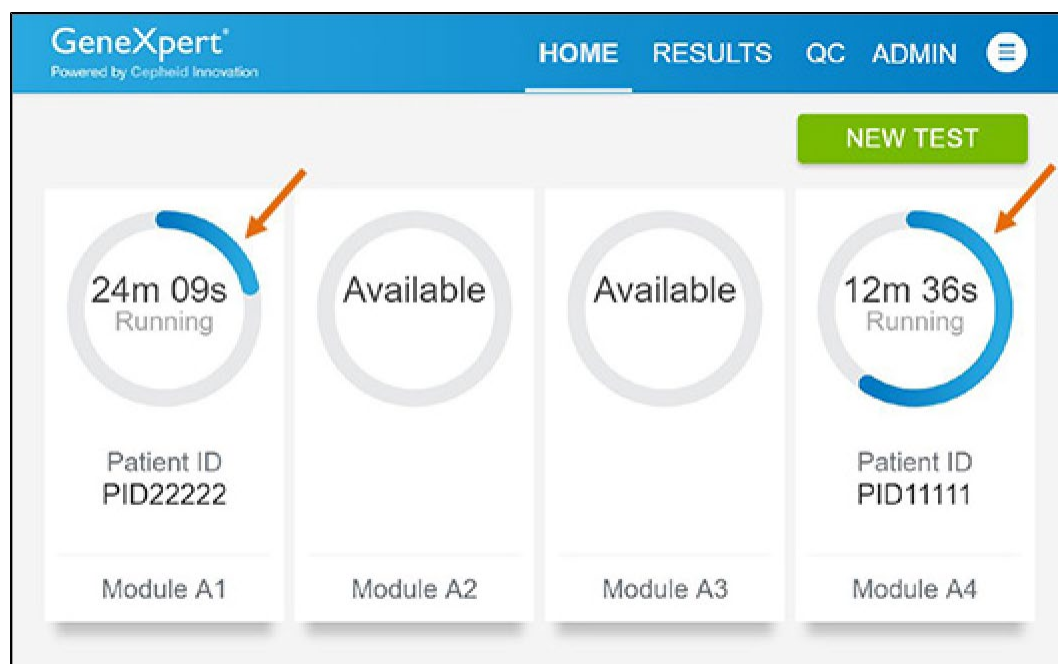 GeneXpert®
Powered by Cepheid Innovation
HOME RESULTS QC ADMIN
NEW TEST
24m 09s
Running
Patient ID
PID22222
Module A1
Available
Module A2
Available
Module A3
12m 36s
Running
Patient ID
PID11111
Module A4